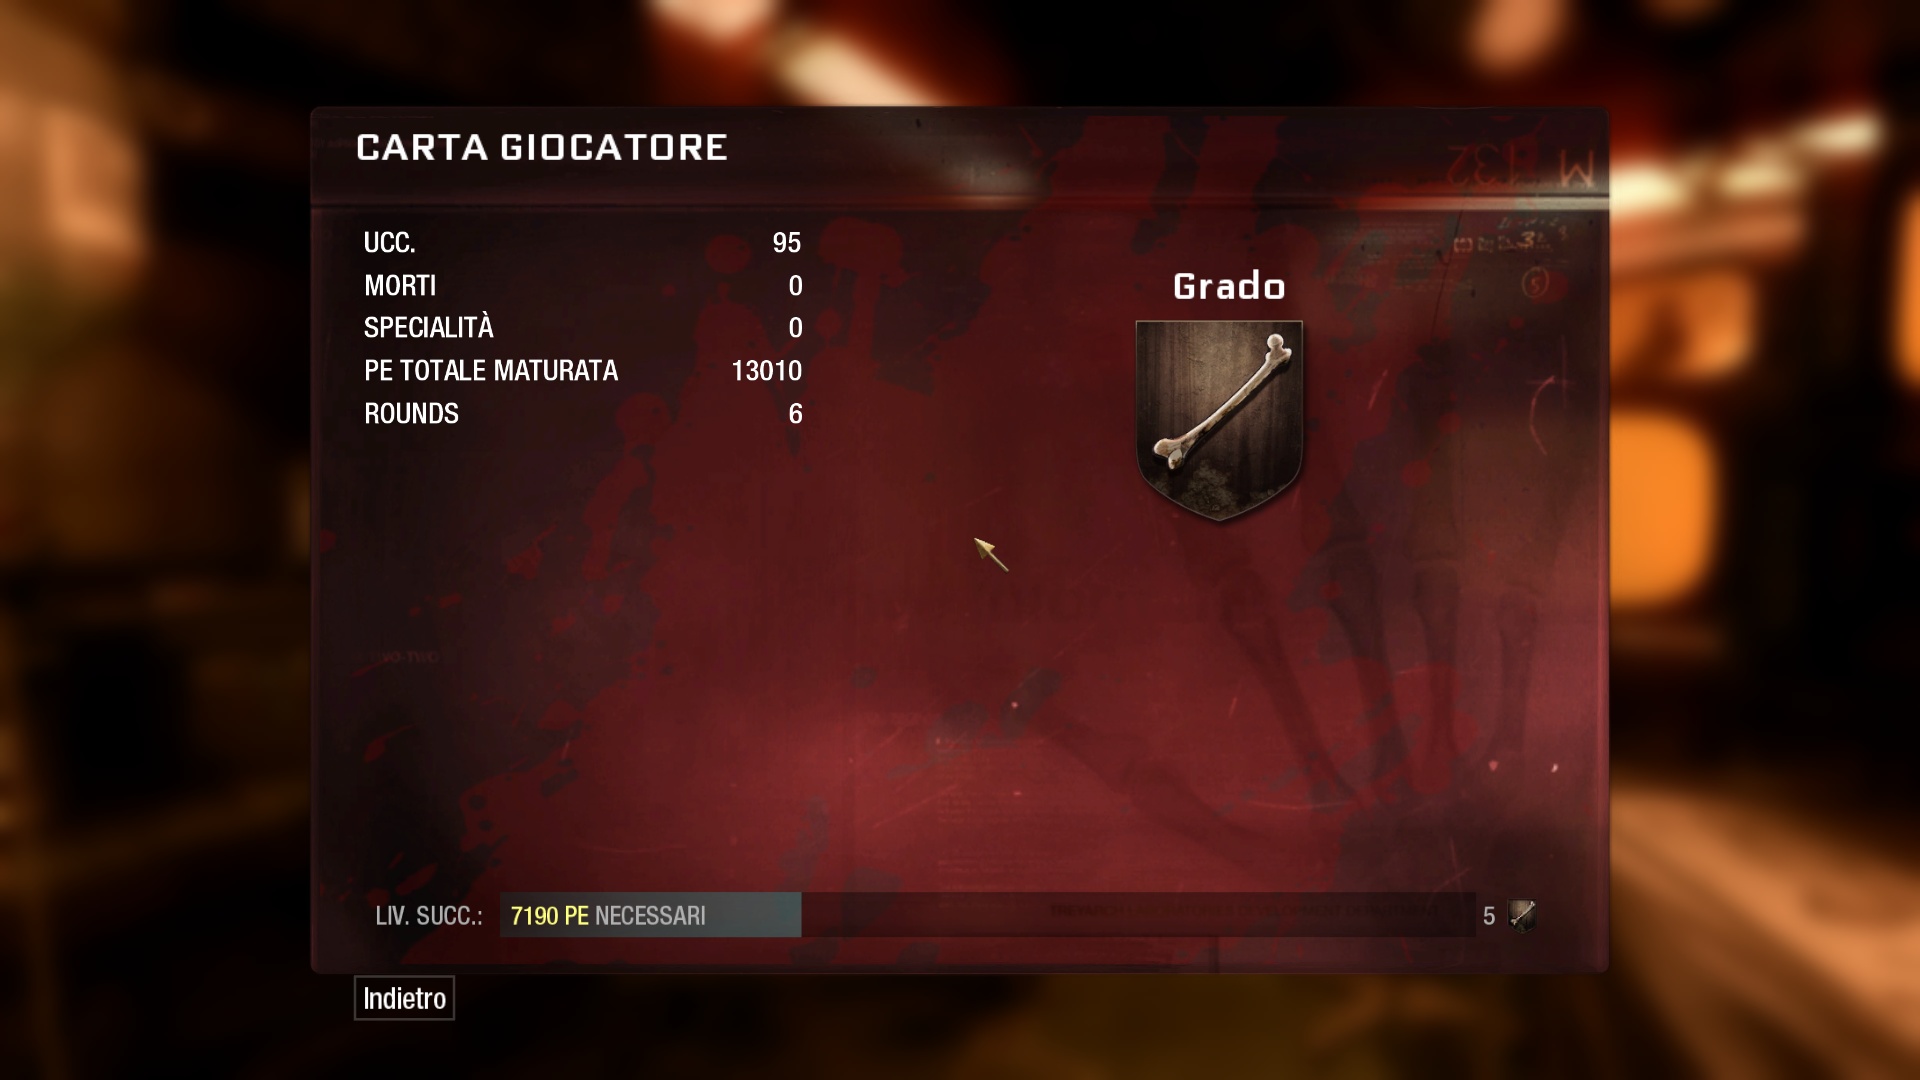 CARTA GIOCATORE
M 132
UCC. 95
MORTI 0
SPECIALITÀ 0
PE TOTALE MATURATA 13010
ROUNDS 6
Grado
LIV. SUCC.: 7190 PE NECESSARI 5
Indietro